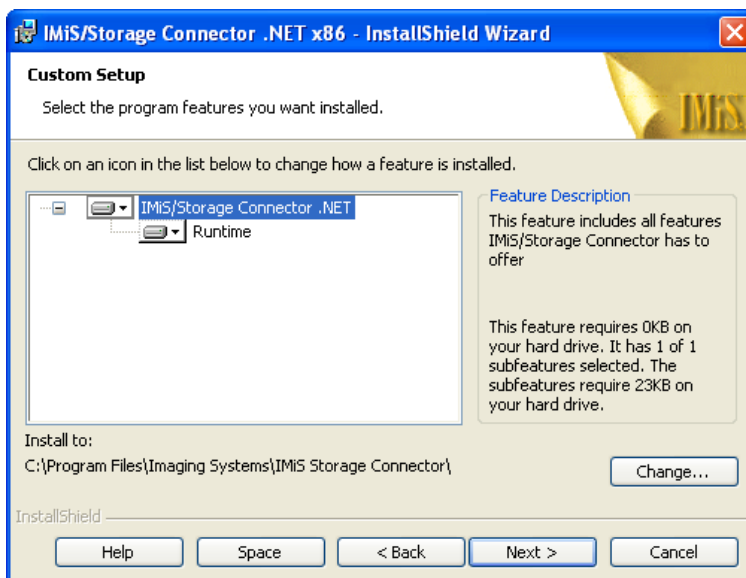 IMiS/Storage Connector .NET x86 - InstallShield Wizard
Custom Setup
Select the program features you want installed.
IMiS
Click on an icon in the list below to change how a feature is installed.
IMiS/Storage Connector .NET
Runtime
Feature Description
This feature includes all features
IMiS/Storage Connector has to
offer
This feature requires 0KB on
your hard drive. It has 1 of 1
subfeatures selected. The
subfeatures require 23KB on
your hard drive.
Install to:
C:\Program Files\Imaging Systems\IMiS Storage Connector\
Change...
InstallShield
Help
Space
< Back
Next >
Cancel